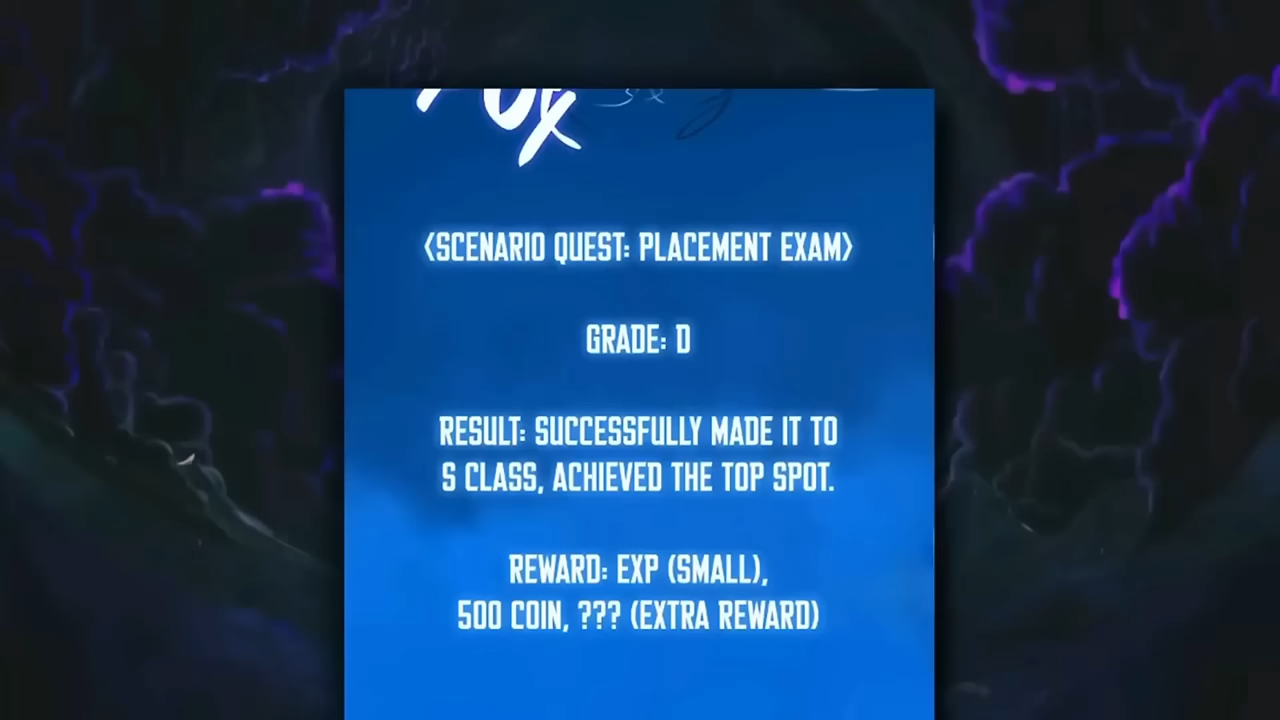 <SCENARIO QUEST: PLACEMENT EXAM>
GRADE: D
RESULT: SUCCESSFULLY MADE IT TO
S CLASS, ACHIEVED THE TOP SPOT.
REWARD: EXP (SMALL),
500 COIN, ??? (EXTRA REWARD)